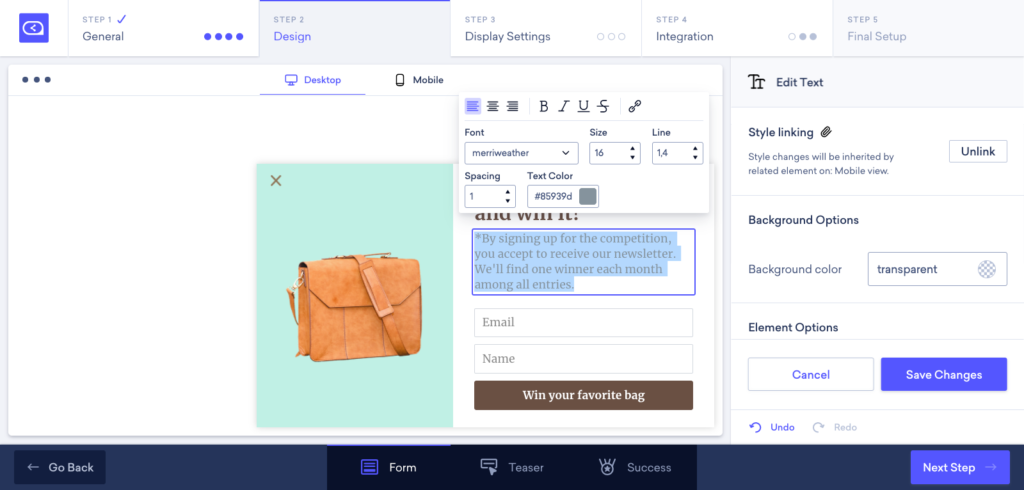 STEP 1
General
STEP 2
Design
STEP 3
Display Settings
STEP 4
Integration
STEP 5
Final Setup
Desktop
Mobile
B I U S
Font
Size
Line
merriweather
16
1,4
Spacing
Text Color
1
#85939d
and win it!
*By signing up for the competition,
you accept to receive our newsletter.
We'll find one winner each month
among all entries.
Email
Name
Win your favorite bag
TT Edit Text
Style linking
Unlink
Style changes will be inherited by
related element on: Mobile view.
Background Options
Background color
transparent
Element Options
Cancel
Save Changes
Undo
Redo
Go Back
Form
Teaser
Success
Next Step